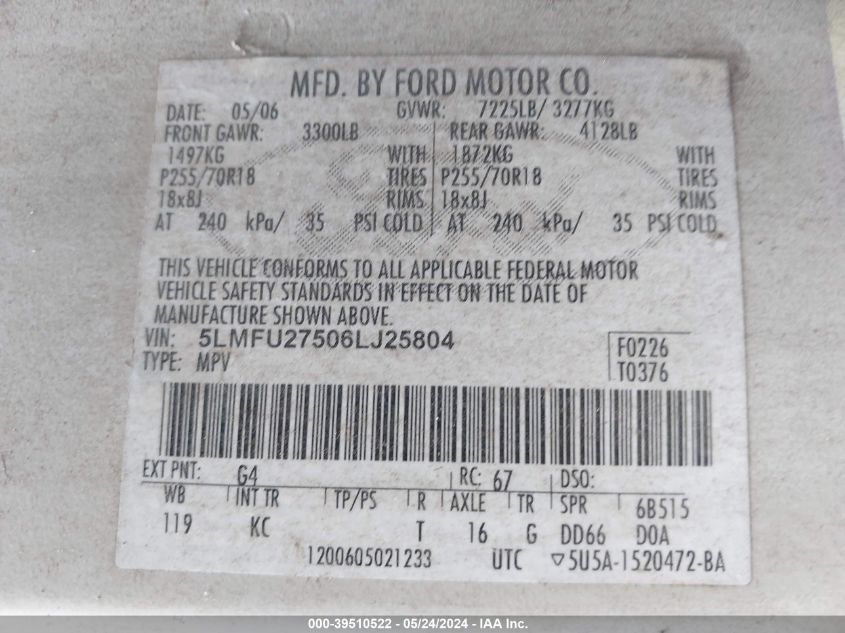 MFD. BY FORD MOTOR CO.
DATE: 05/06 GVWR: 7225LB/ 3277KG
FRONT GAWR: 3300LB REAR GAWR: 4128LB
1497KG WITH 1872KG WITH
P255/70R18 TIRES P255/70R18 TIRES
18x8J RIMS 18x8J RIMS
AT 240 kPa/ 35 PSI COLD AT 240 kPa/ 35 PSI COLD
THIS VEHICLE CONFORMS TO ALL APPLICABLE FEDERAL MOTOR
VEHICLE SAFETY STANDARDS IN EFFECT ON THE DATE OF
MANUFACTURE SHOWN ABOVE.
VIN: 5LMFU27506LJ25804 F0226
TYPE: MPV T0376
EXT PNT: G4 RC: 67 DSO:
WB INT TR TP/PS R AXLE TR SPR 6B515
119 KC T 16 G DD66 D0A
1200605021233 UTC ▽5U5A-1520472-BA
000-39510522 - 05/24/2024 - IAA Inc.